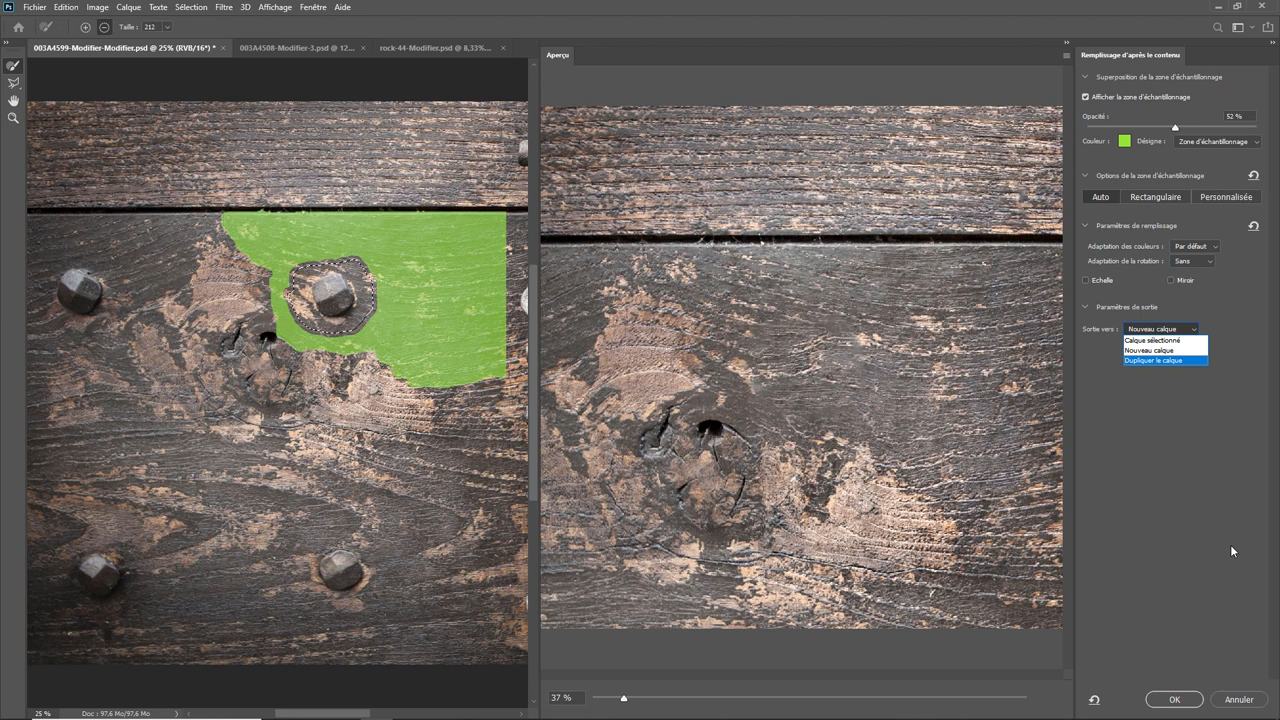 Ps Fichier Edition Image Calque Texte Sélection Filtre 3D Affichage Fenêtre Aide
Taille : 212
003A4599-Modifier-Modifier.psd @ 25% (RVB/16*) * × 003A4508-Modifier-3.psd @ 12... × rock-44-Modifier.psd @ 8,33%... ×
Aperçu
Remplissage d'après le contenu
Superposition de la zone d'échantillonnage
Afficher la zone d'échantillonnage
Opacité : 52 %
Couleur : Désigne : Zone d'échantillonnage
Options de la zone d'échantillonnage
Auto Rectangulaire Personnalisée
Paramètres de remplissage
Adaptation des couleurs : Par défaut
Adaptation de la rotation : Sans
Echelle Miroir
Paramètres de sortie
Sortie vers : Nouveau calque
Calque sélectionné
Nouveau calque
Dupliquer le calque
37 %
OK Annuler
25 % Doc : 97,6 Mo/97,6 Mo